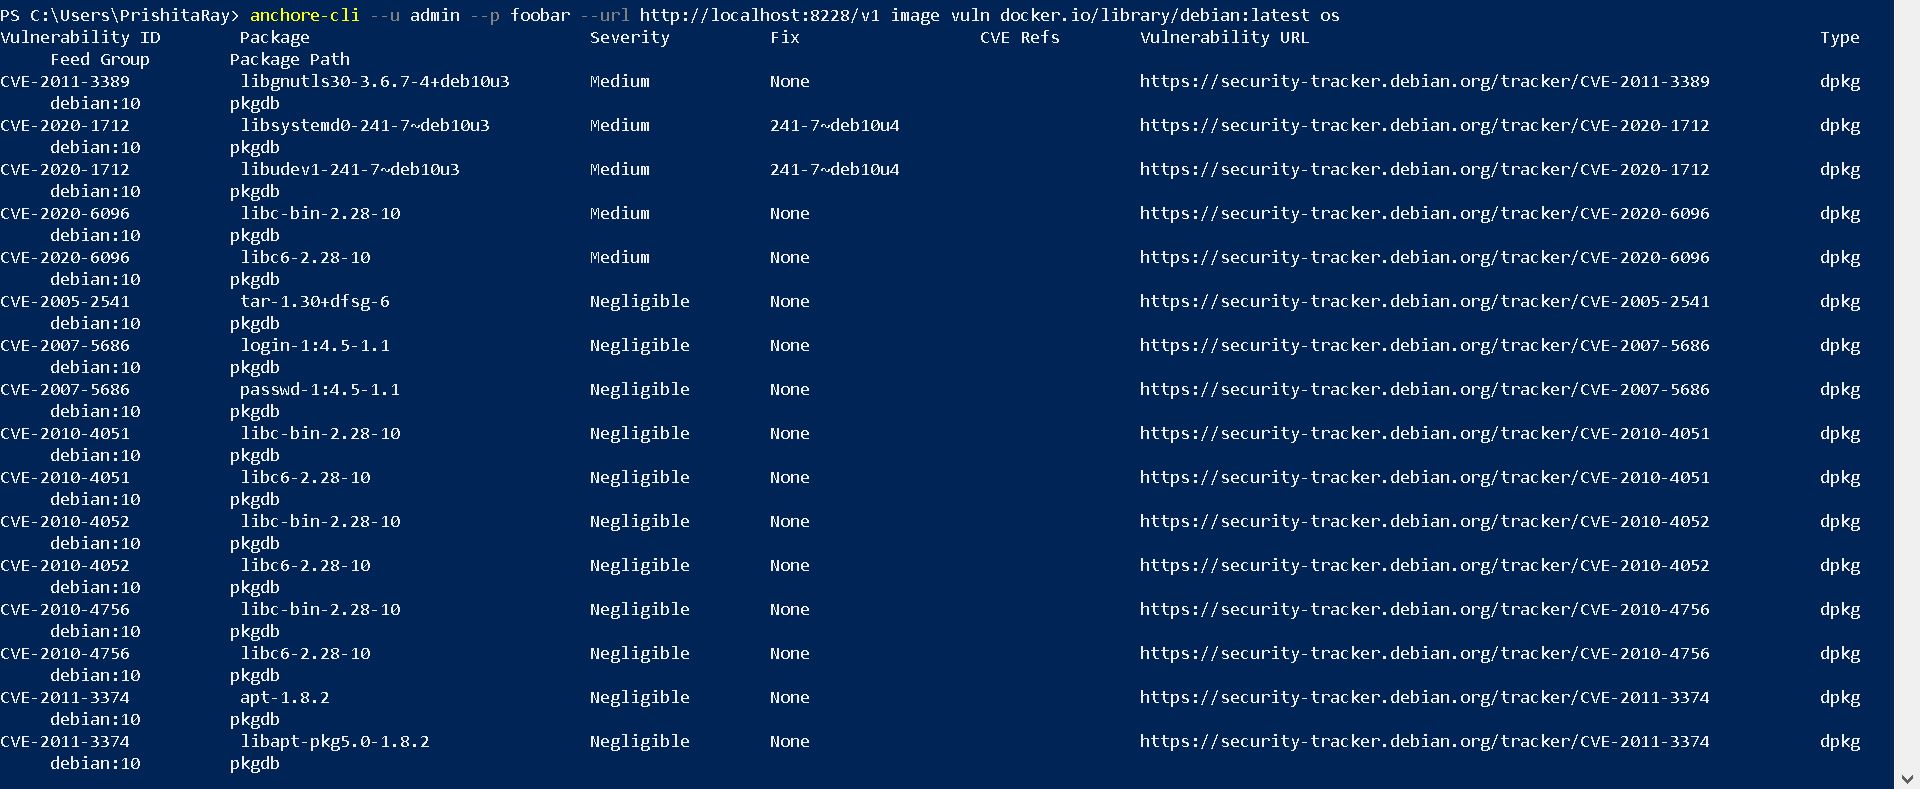 PS C:\Users\PrishitaRay> anchore-cli --u admin --p foobar --url http://localhost:8228/v1 image vuln docker.io/library/debian:latest os
Vulnerability ID Package Severity Fix CVE Refs Vulnerability URL Type
Feed Group Package Path
CVE-2011-3389 libgnutls30-3.6.7-4+deb10u3 Medium None https://security-tracker.debian.org/tracker/CVE-2011-3389 dpkg
debian:10 pkgdb
CVE-2020-1712 libsystemd0-241-7~deb10u3 Medium 241-7~deb10u4 https://security-tracker.debian.org/tracker/CVE-2020-1712 dpkg
debian:10 pkgdb
CVE-2020-1712 libudev1-241-7~deb10u3 Medium 241-7~deb10u4 https://security-tracker.debian.org/tracker/CVE-2020-1712 dpkg
debian:10 pkgdb
CVE-2020-6096 libc-bin-2.28-10 Medium None https://security-tracker.debian.org/tracker/CVE-2020-6096 dpkg
debian:10 pkgdb
CVE-2020-6096 libc6-2.28-10 Medium None https://security-tracker.debian.org/tracker/CVE-2020-6096 dpkg
debian:10 pkgdb
CVE-2005-2541 tar-1.30+dfsg-6 Negligible None https://security-tracker.debian.org/tracker/CVE-2005-2541 dpkg
debian:10 pkgdb
CVE-2007-5686 login-1:4.5-1.1 Negligible None https://security-tracker.debian.org/tracker/CVE-2007-5686 dpkg
debian:10 pkgdb
CVE-2007-5686 passwd-1:4.5-1.1 Negligible None https://security-tracker.debian.org/tracker/CVE-2007-5686 dpkg
debian:10 pkgdb
CVE-2010-4051 libc-bin-2.28-10 Negligible None https://security-tracker.debian.org/tracker/CVE-2010-4051 dpkg
debian:10 pkgdb
CVE-2010-4051 libc6-2.28-10 Negligible None https://security-tracker.debian.org/tracker/CVE-2010-4051 dpkg
debian:10 pkgdb
CVE-2010-4052 libc-bin-2.28-10 Negligible None https://security-tracker.debian.org/tracker/CVE-2010-4052 dpkg
debian:10 pkgdb
CVE-2010-4052 libc6-2.28-10 Negligible None https://security-tracker.debian.org/tracker/CVE-2010-4052 dpkg
debian:10 pkgdb
CVE-2010-4756 libc-bin-2.28-10 Negligible None https://security-tracker.debian.org/tracker/CVE-2010-4756 dpkg
debian:10 pkgdb
CVE-2010-4756 libc6-2.28-10 Negligible None https://security-tracker.debian.org/tracker/CVE-2010-4756 dpkg
debian:10 pkgdb
CVE-2011-3374 apt-1.8.2 Negligible None https://security-tracker.debian.org/tracker/CVE-2011-3374 dpkg
debian:10 pkgdb
CVE-2011-3374 libapt-pkg5.0-1.8.2 Negligible None https://security-tracker.debian.org/tracker/CVE-2011-3374 dpkg
debian:10 pkgdb